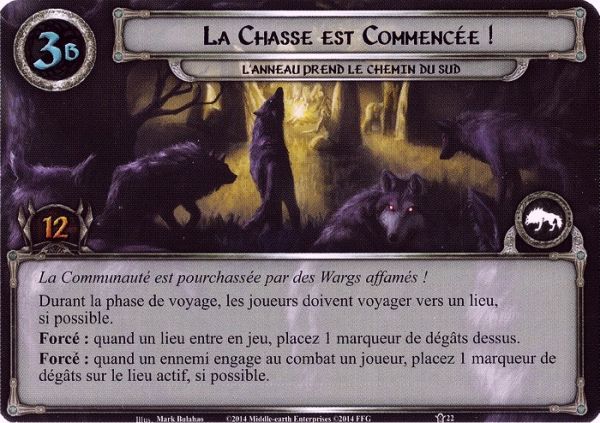 3B
La Chasse est Commencée !
L'anneau prend le chemin du sud
12
La Communauté est pourchassée par des Wargs affamés !
Durant la phase de voyage, les joueurs doivent voyager vers un lieu,
si possible.
Forcé : quand un lieu entre en jeu, placez 1 marqueur de dégâts dessus.
Forcé : quand un ennemi engage au combat un joueur, placez 1 marqueur de
dégâts sur le lieu actif, si possible.
Illus. Mark Bulahao ©2014 Middle-earth Enterprises ©2014 FFG 22